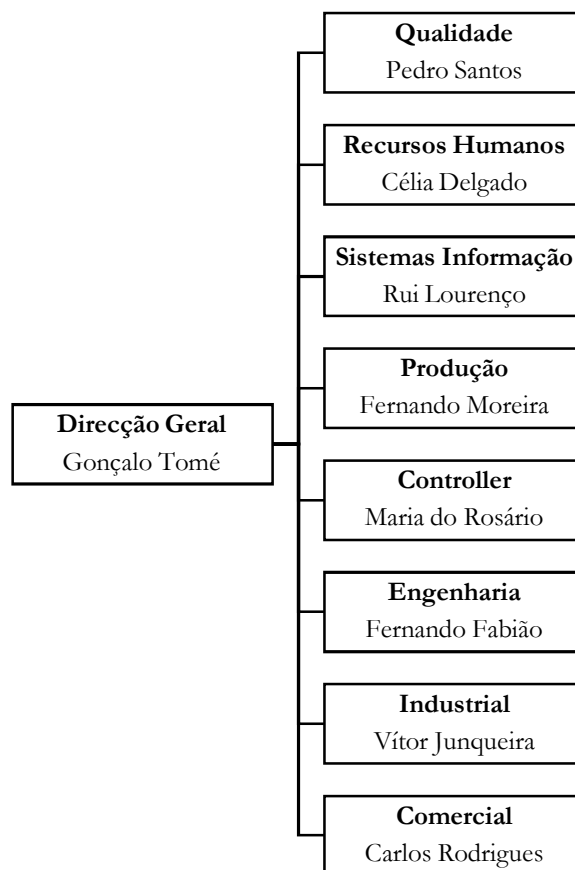 Qualidade
Pedro Santos
Recursos Humanos
Célia Delgado
Sistemas Informação
Rui Lourenço
Produção
Fernando Moreira
Direcção Geral
Gonçalo Tomé
Controller
Maria do Rosário
Engenharia
Fernando Fabião
Industrial
Vítor Junqueira
Comercial
Carlos Rodrigues